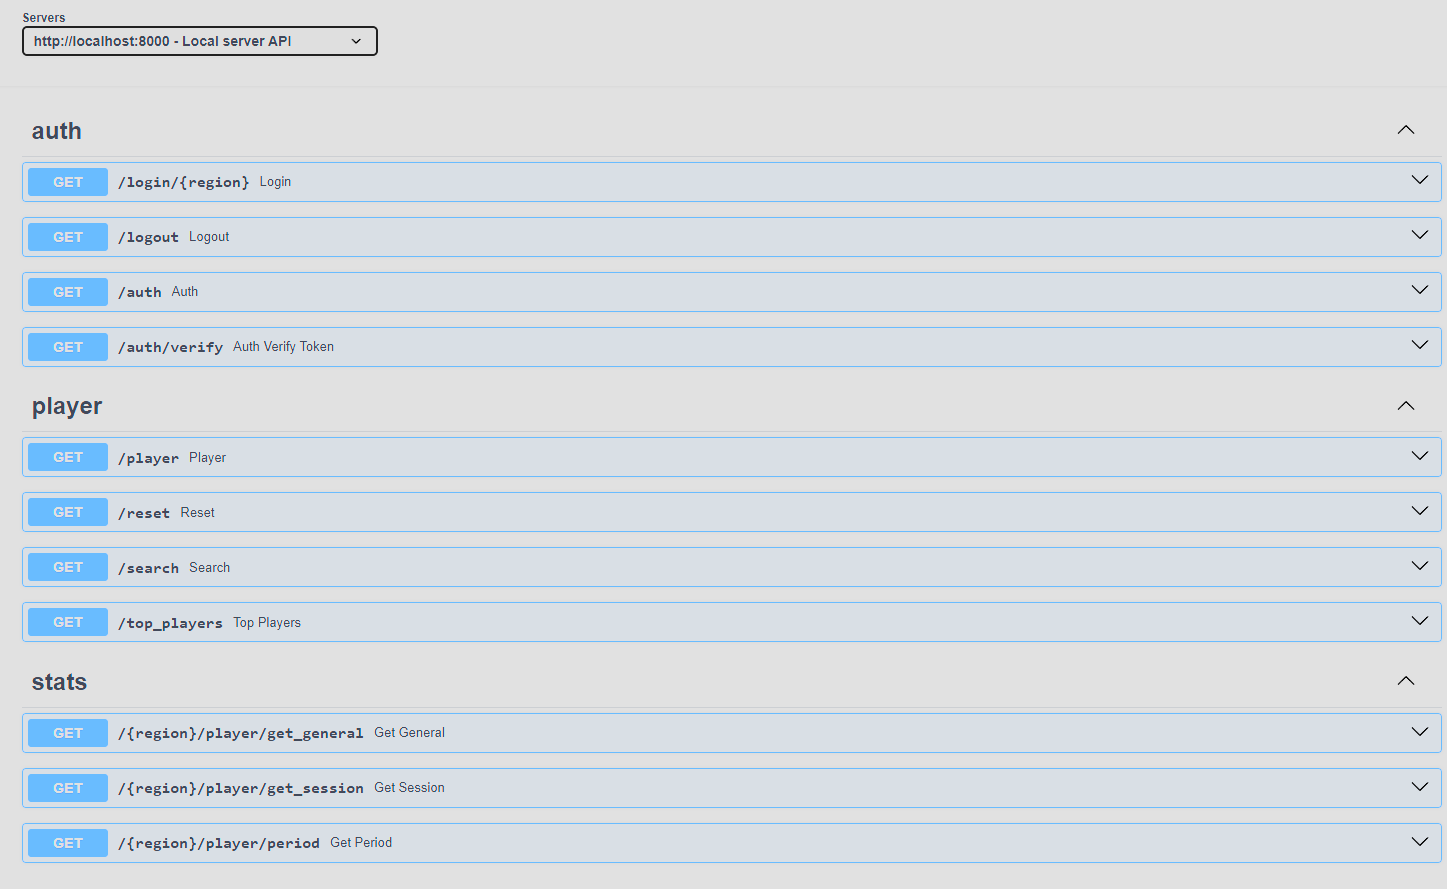 Servers
http://localhost:8000 - Local server API
auth
GET /login/{region} Login
GET /logout Logout
GET /auth Auth
GET /auth/verify Auth Verify Token
player
GET /player Player
GET /reset Reset
GET /search Search
GET /top_players Top Players
stats
GET /{region}/player/get_general Get General
GET /{region}/player/get_session Get Session
GET /{region}/player/period Get Period